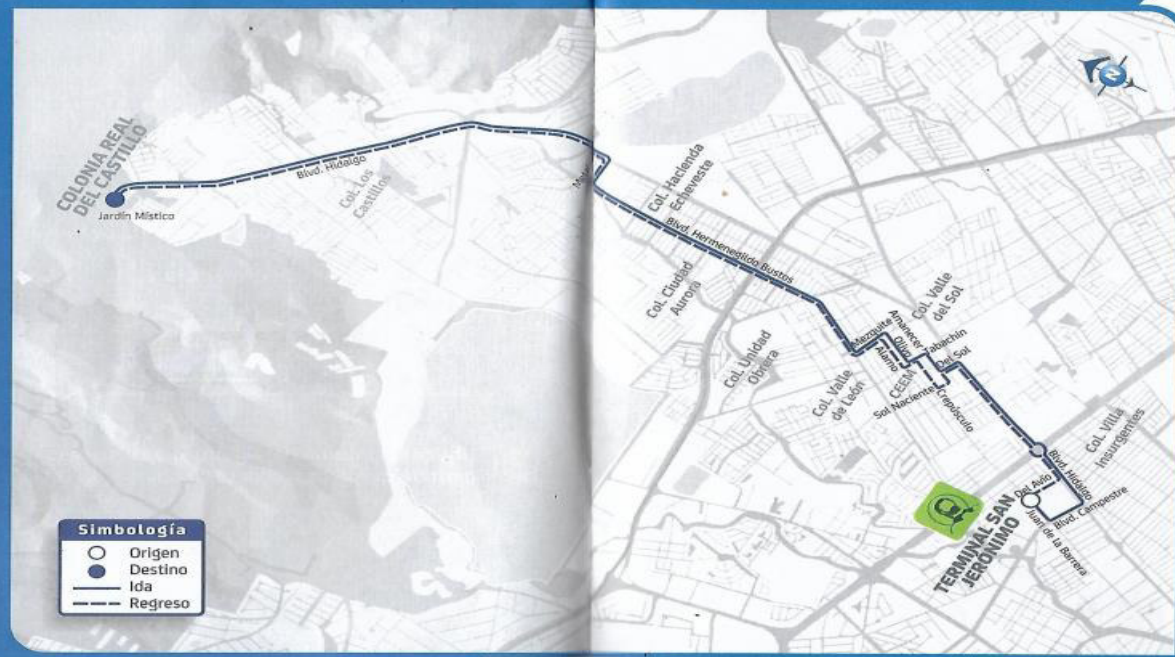 COLONIA REAL
DEL CASTILLO
Jardín Místico
Blvd. Hidalgo
Col. Los
Castillos
Col. Hacienda
Echeveste
Blvd. Hermenegildo Bustos
Col. Ciudad
Aurora
Col. Unidad
Obrera
Col. Valle
de León
Col. Valle
del Sol
Mezquite
Amanecer
Tabachin
Olivo
Alamo
CEEM
Del Sol
Sol Naciente
Crepúsculo
Col. Villa
Insurgentes
Blvd. Hidalgo
Del Avío
Blvd. Campestre
Juan de la Barrera
TERMINAL SAN
JERÓNIMO
Simbología
Origen
Destino
Ida
Regreso